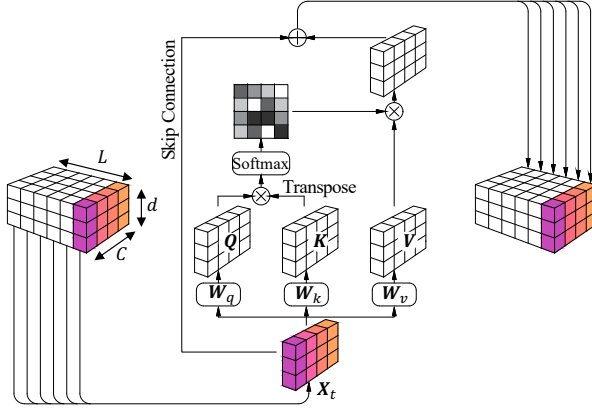 Skip Connection
L
d
C
Softmax
Transpose
Q
K
V
W_q
W_k
W_v
X_t